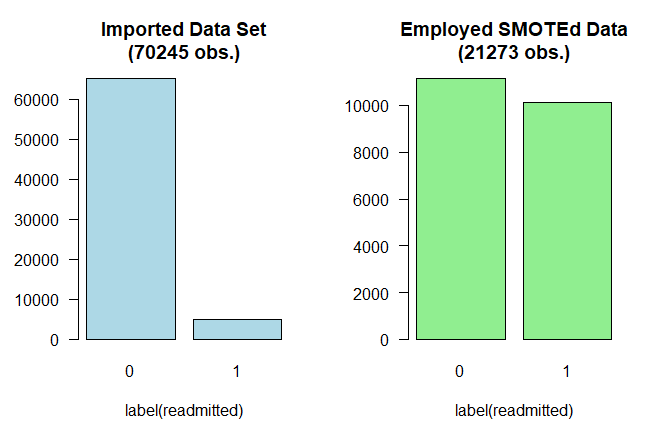 Imported Data Set
(70245 obs.)
60000
50000
40000
30000
20000
10000
0
0 1
label(readmitted)
Employed SMOTEd Data
(21273 obs.)
10000
8000
6000
4000
2000
0
0 1
label(readmitted)